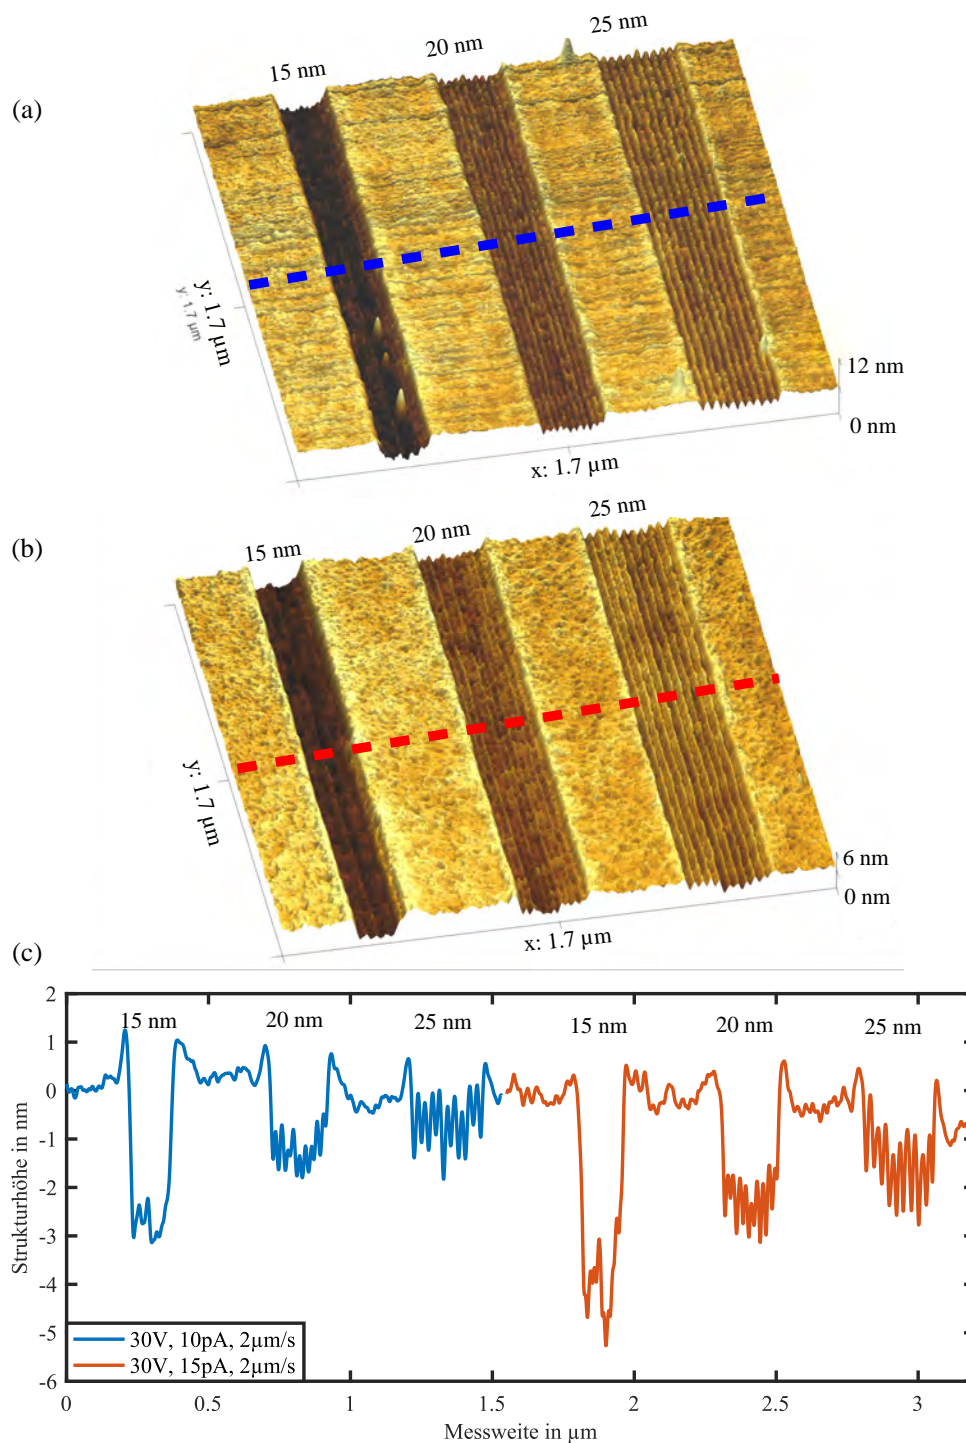 25 nm
20 nm
15 nm
(a)
y: 1.7 µm
y: 1.7 µm
12 nm
0 nm
x: 1.7 µm
25 nm
20 nm
15 nm
(b)
y: 1.7 µm
6 nm
0 nm
x: 1.7 µm
(c)
2
1
0
-1
-2
-3
-4
-5
-6
Strukturhöhe in nm
15 nm 20 nm 25 nm 15 nm 20 nm 25 nm
30V, 10pA, 2µm/s
30V, 15pA, 2µm/s
0 0.5 1 1.5 2 2.5 3
Messweite in µm